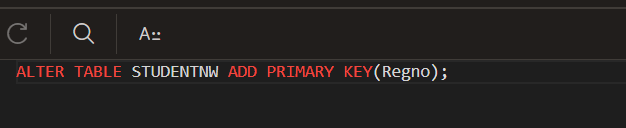 A
ALTER TABLE STUDENTNW ADD PRIMARY KEY(Regno);